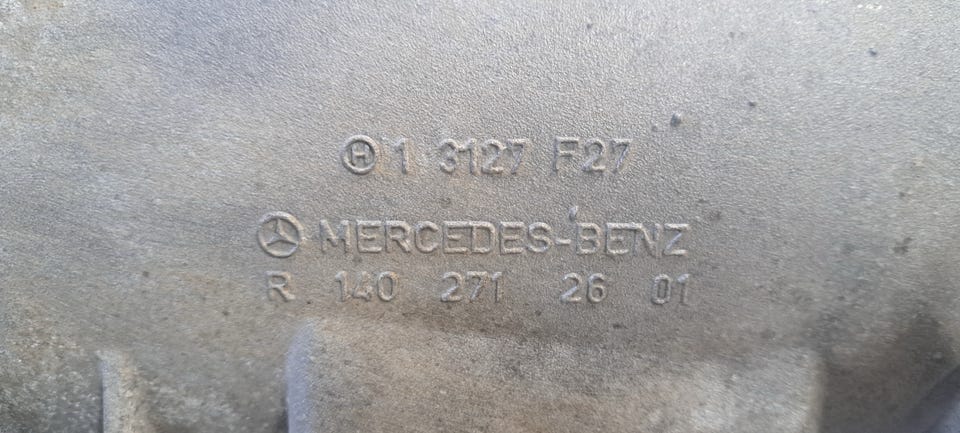 Ⓗ 1 3127 F27
MERCEDES-BENZ
R 140 271 26 01